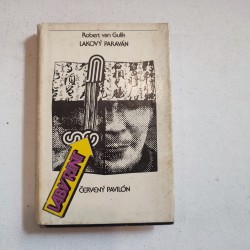 Robert van Gulik
LAKOVÝ PARAVÁN
LABYRINT
ČERVENÝ PAVILÓN